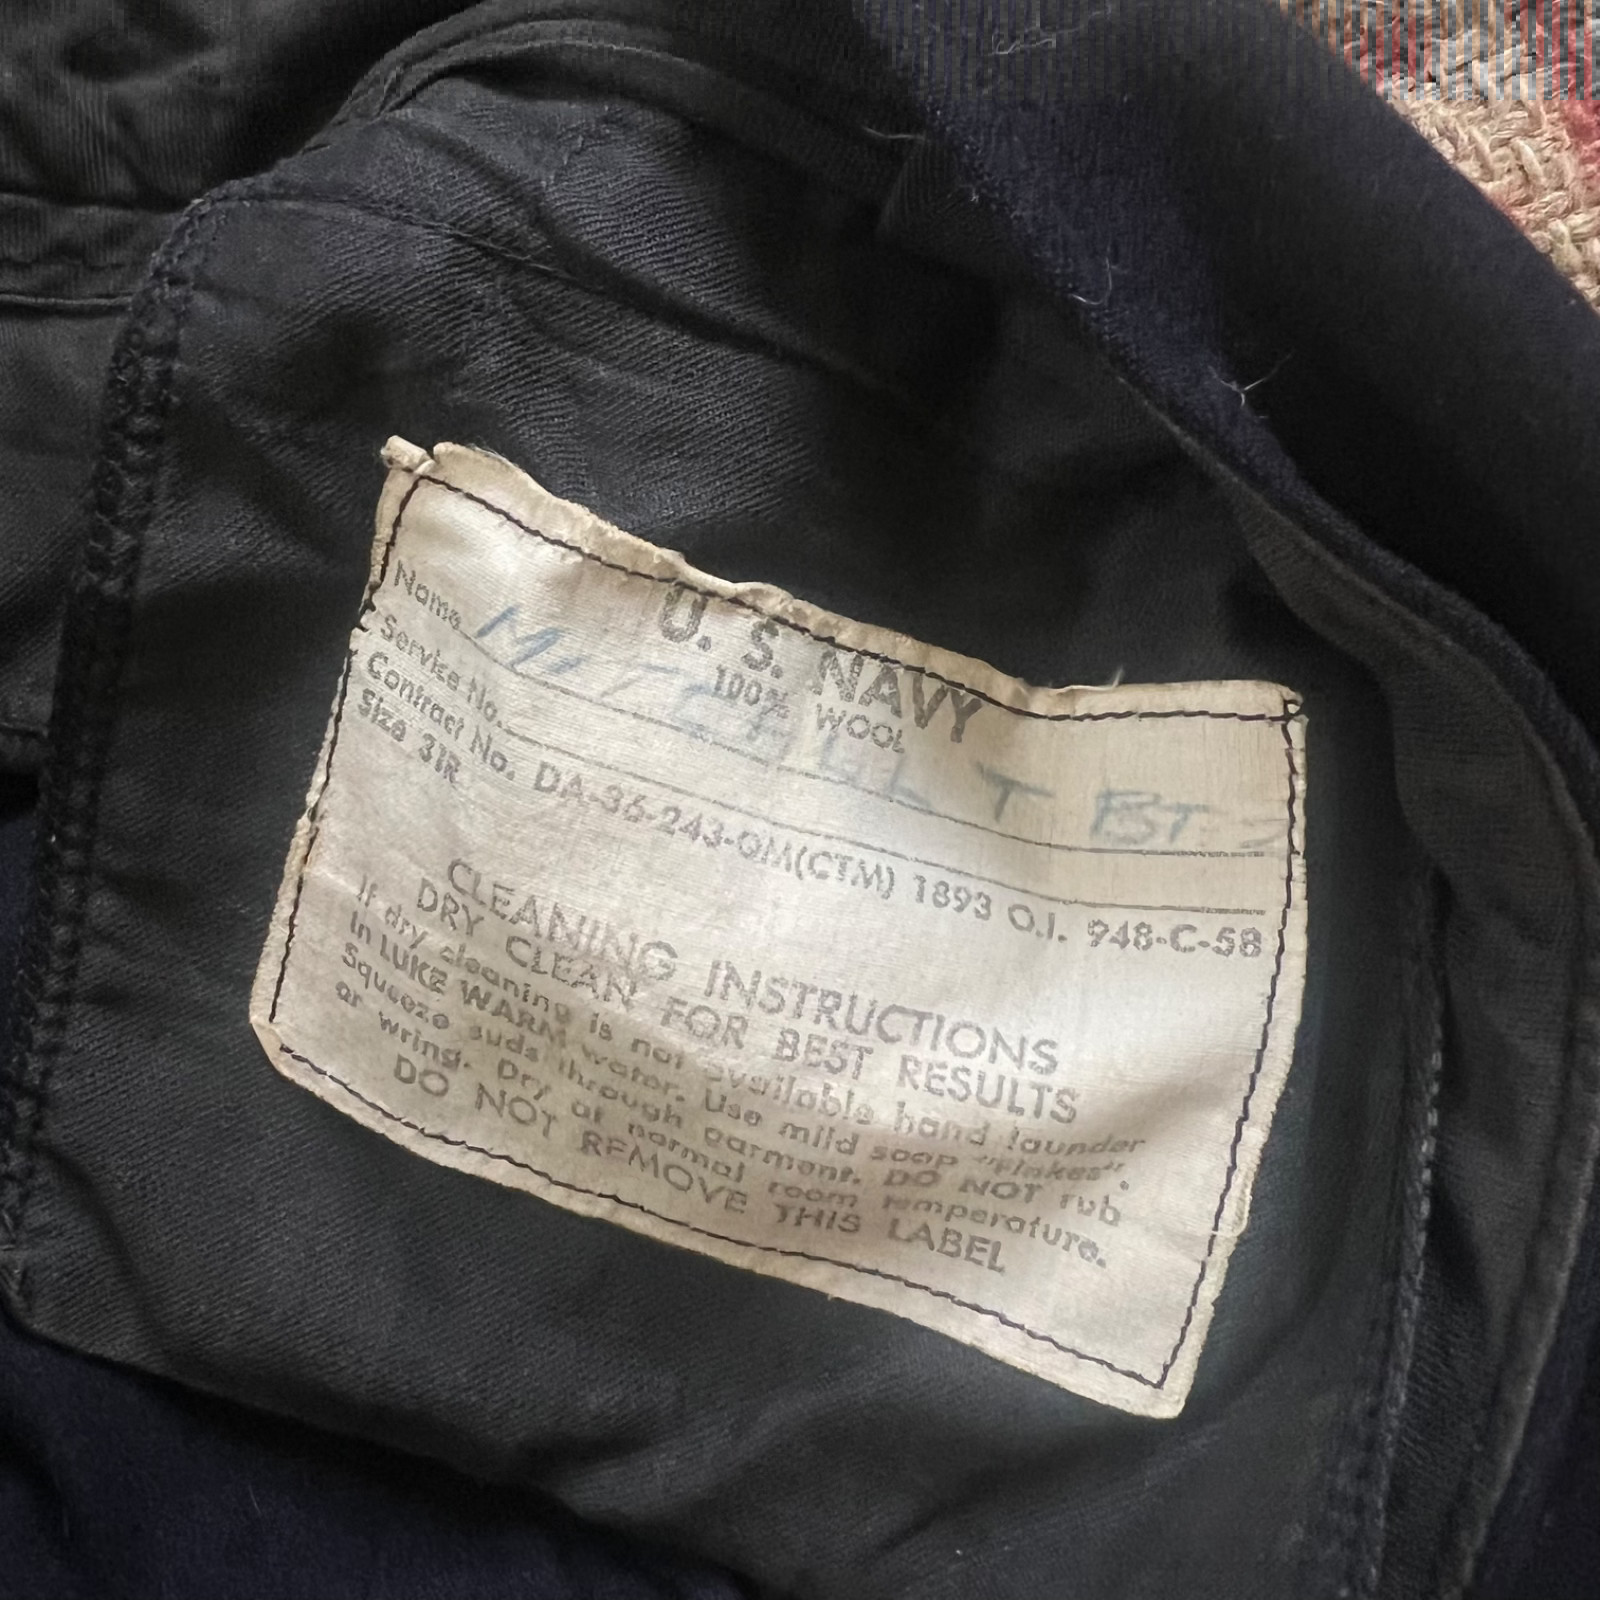 U. S. NAVY
100% WOOL
Name MITCHELL T
Service No.
Contract No. DA-36-243-QM(CTM) 1893 O.I. 948-C-58
Size 31R
CLEANING INSTRUCTIONS
DRY CLEAN FOR BEST RESULTS
If dry cleaning is not available hand launder
in LUKE WARM water. Use mild soap "flakes".
Squeeze suds through garment. DO NOT rub
or wring. Dry at normal room temperature.
DO NOT REMOVE THIS LABEL